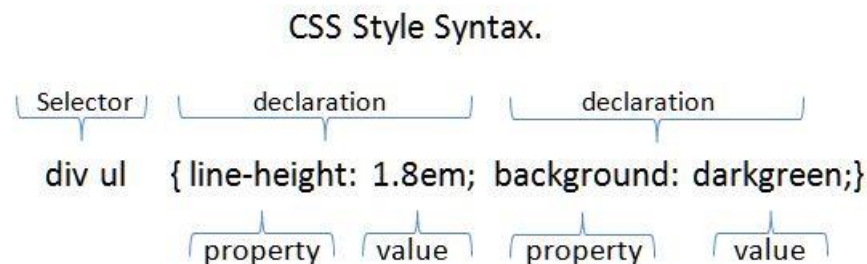 CSS Style Syntax.
Selector declaration declaration
div ul { line-height: 1.8em; background: darkgreen;}
property value property value